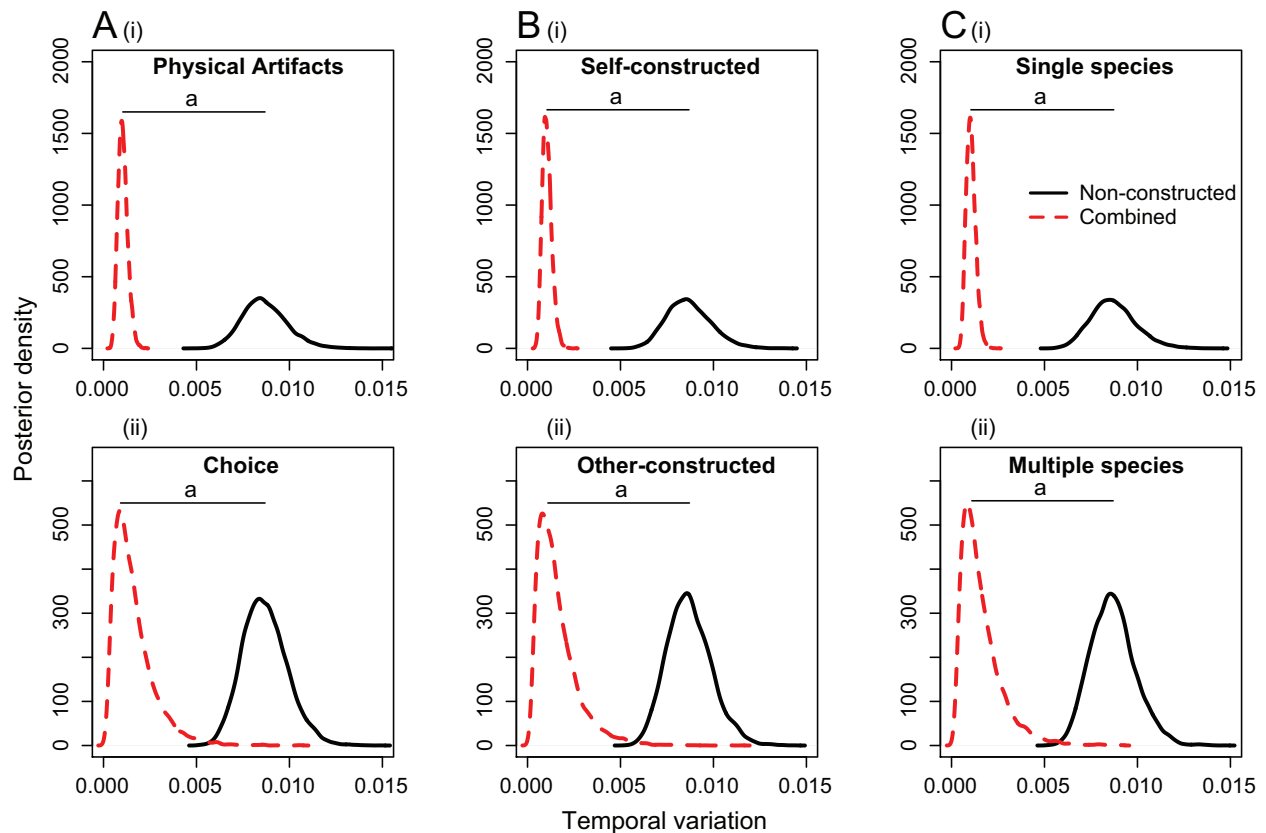 A (i)
B (i)
C (i)
Physical Artifacts
Self-constructed
Single species
a
a
a
Non-constructed
Combined
0 500 1000 1500 2000
0 500 1000 1500 2000
0 500 1000 1500 2000
0.000 0.005 0.010 0.015
0.000 0.005 0.010 0.015
0.000 0.005 0.010 0.015
Posterior density
(ii)
(ii)
(ii)
Choice
Other-constructed
Multiple species
a
a
a
0 100 300 500
0 100 300 500
0 100 300 500
0.000 0.005 0.010 0.015
0.000 0.005 0.010 0.015
0.000 0.005 0.010 0.015
Temporal variation